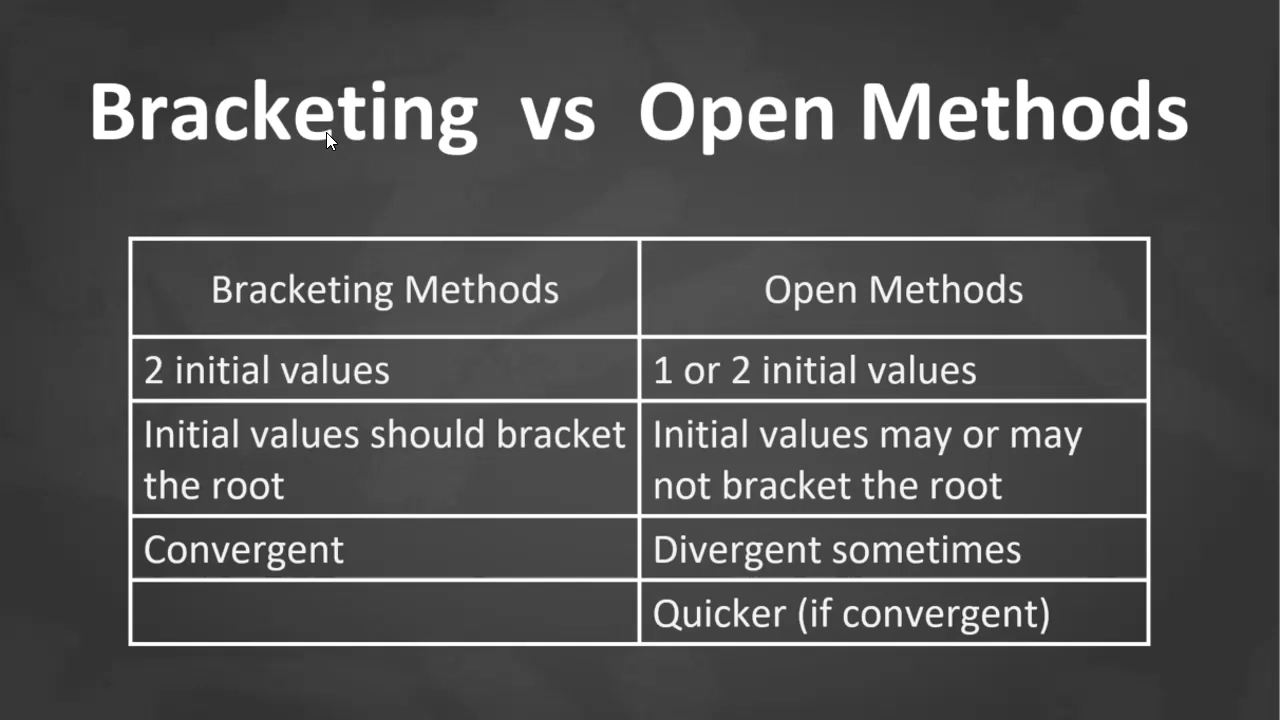 Bracketing vs Open Methods
Bracketing Methods
Open Methods
2 initial values
1 or 2 initial values
Initial values should bracket
the root
Initial values may or may
not bracket the root
Convergent
Divergent sometimes
Quicker (if convergent)